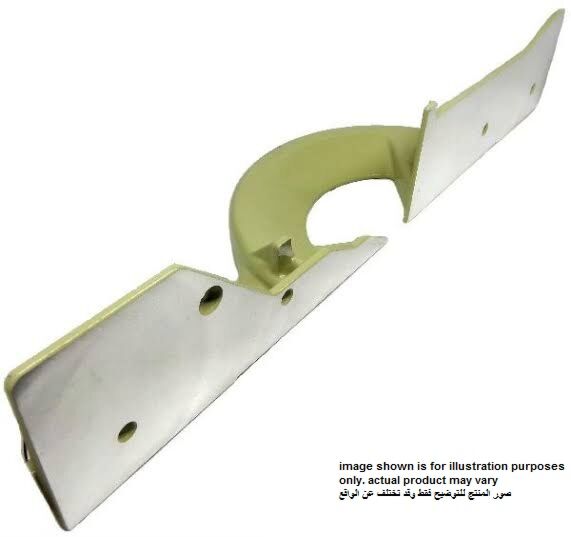 image shown is for illustration purposes
only. actual product may vary
صور المنتج للتوضيح فقط وقد تختلف عن الواقع